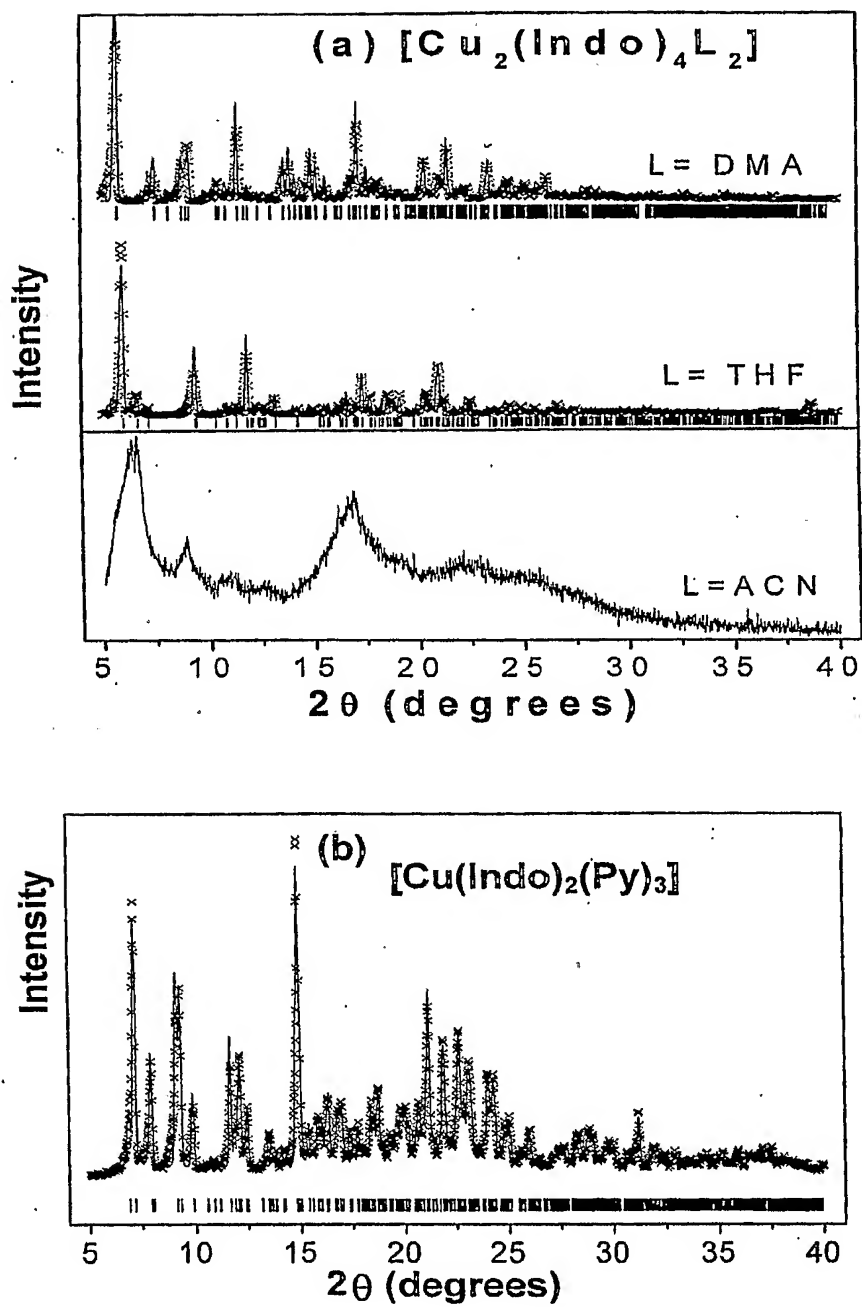 (a) [Cu₂(Indo)₄L₂]
L= DMA
L= THF
L=ACN
Intensity
5 10 15 20 25 30 35 40
2θ (degrees)
(b)
[Cu(Indo)₂(Py)₃]
Intensity
5 10 15 20 25 30 35 40
2θ (degrees)